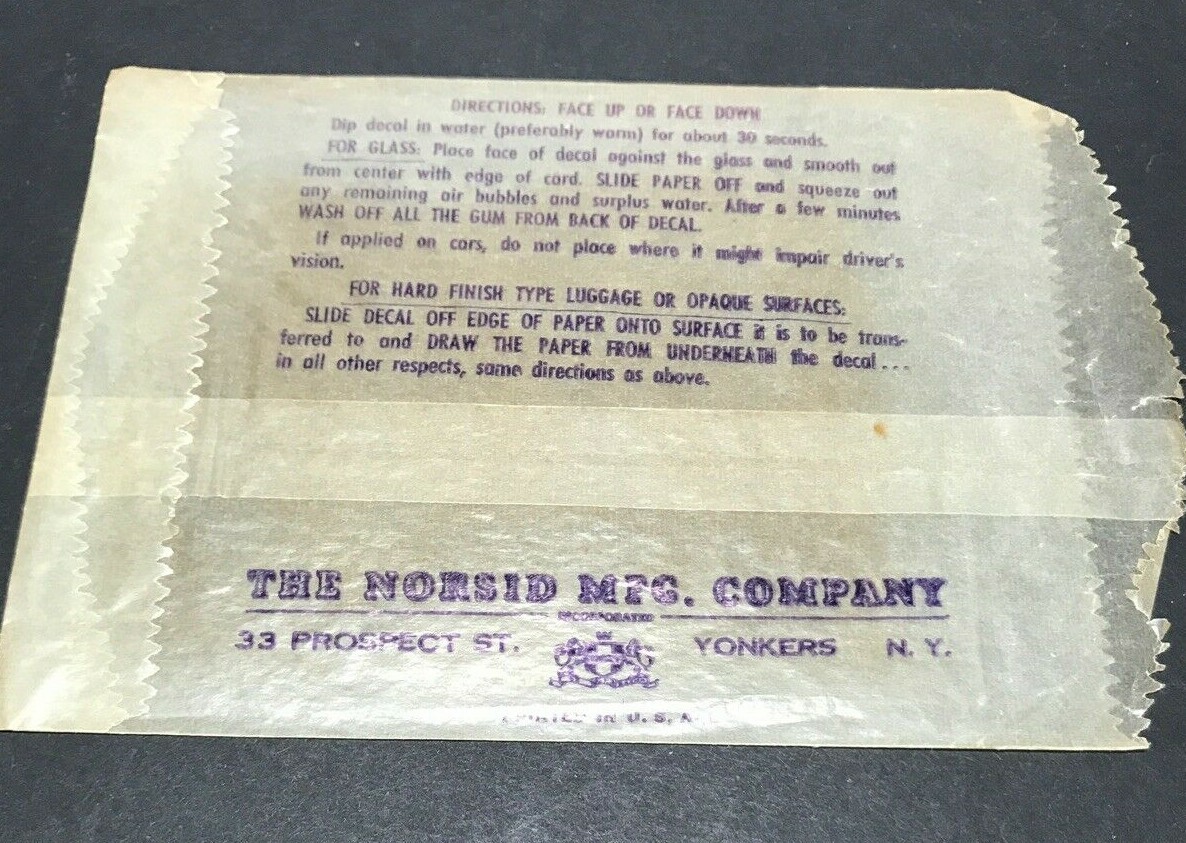 DIRECTIONS: FACE UP OR FACE DOWN
Dip decal in water (preferably warm) for about 30 seconds.
FOR GLASS: Place face of decal against the glass and smooth out
from center with edge of card. SLIDE PAPER OFF and squeeze out
any remaining air bubbles and surplus water. After a few minutes
WASH OFF ALL THE GUM FROM BACK OF DECAL.
If applied on cars, do not place where it might impair driver's
vision.
FOR HARD FINISH TYPE LUGGAGE OR OPAQUE SURFACES:
SLIDE DECAL OFF EDGE OF PAPER ONTO SURFACE it is to be trans-
ferred to and DRAW THE PAPER FROM UNDERNEATH the decal...
in all other respects, same directions as above.
THE NORSID MFG. COMPANY
INCORPORATED
33 PROSPECT ST. YONKERS N. Y.
PRINTED IN U. S. A.